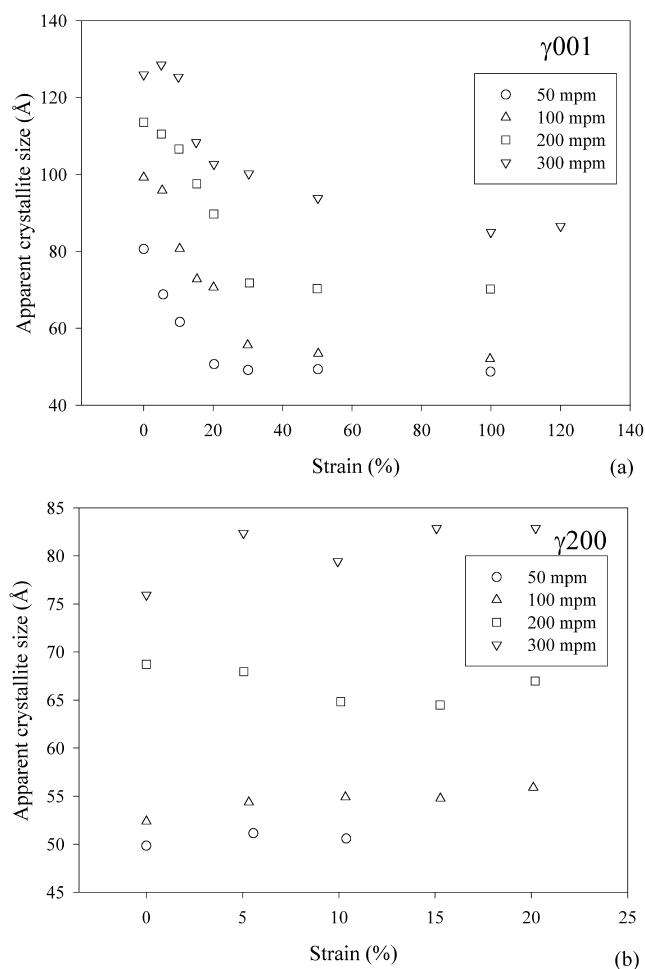 γ001
50 mpm
100 mpm
200 mpm
300 mpm
Apparent crystallite size (Å)
140
120
100
80
60
40
0 20 40 60 80 100 120 140
Strain (%)
(a)
γ200
50 mpm
100 mpm
200 mpm
300 mpm
Apparent crystallite size (Å)
85
80
75
70
65
60
55
50
45
0 5 10 15 20 25
Strain (%)
(b)